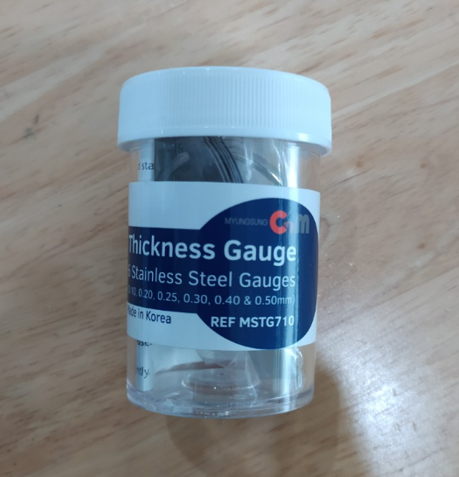 MYUNGSUNG
Thickness Gauge
Stainless Steel Gauges
0.20, 0.25, 0.30, 0.40 & 0.50mm)
in Korea
REF MSTG710